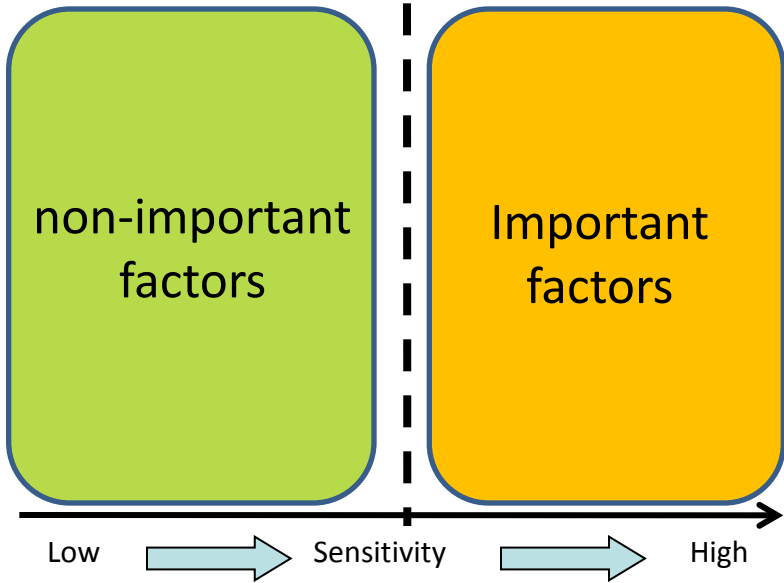 non-important
factors
Important
factors
Low
Sensitivity
High